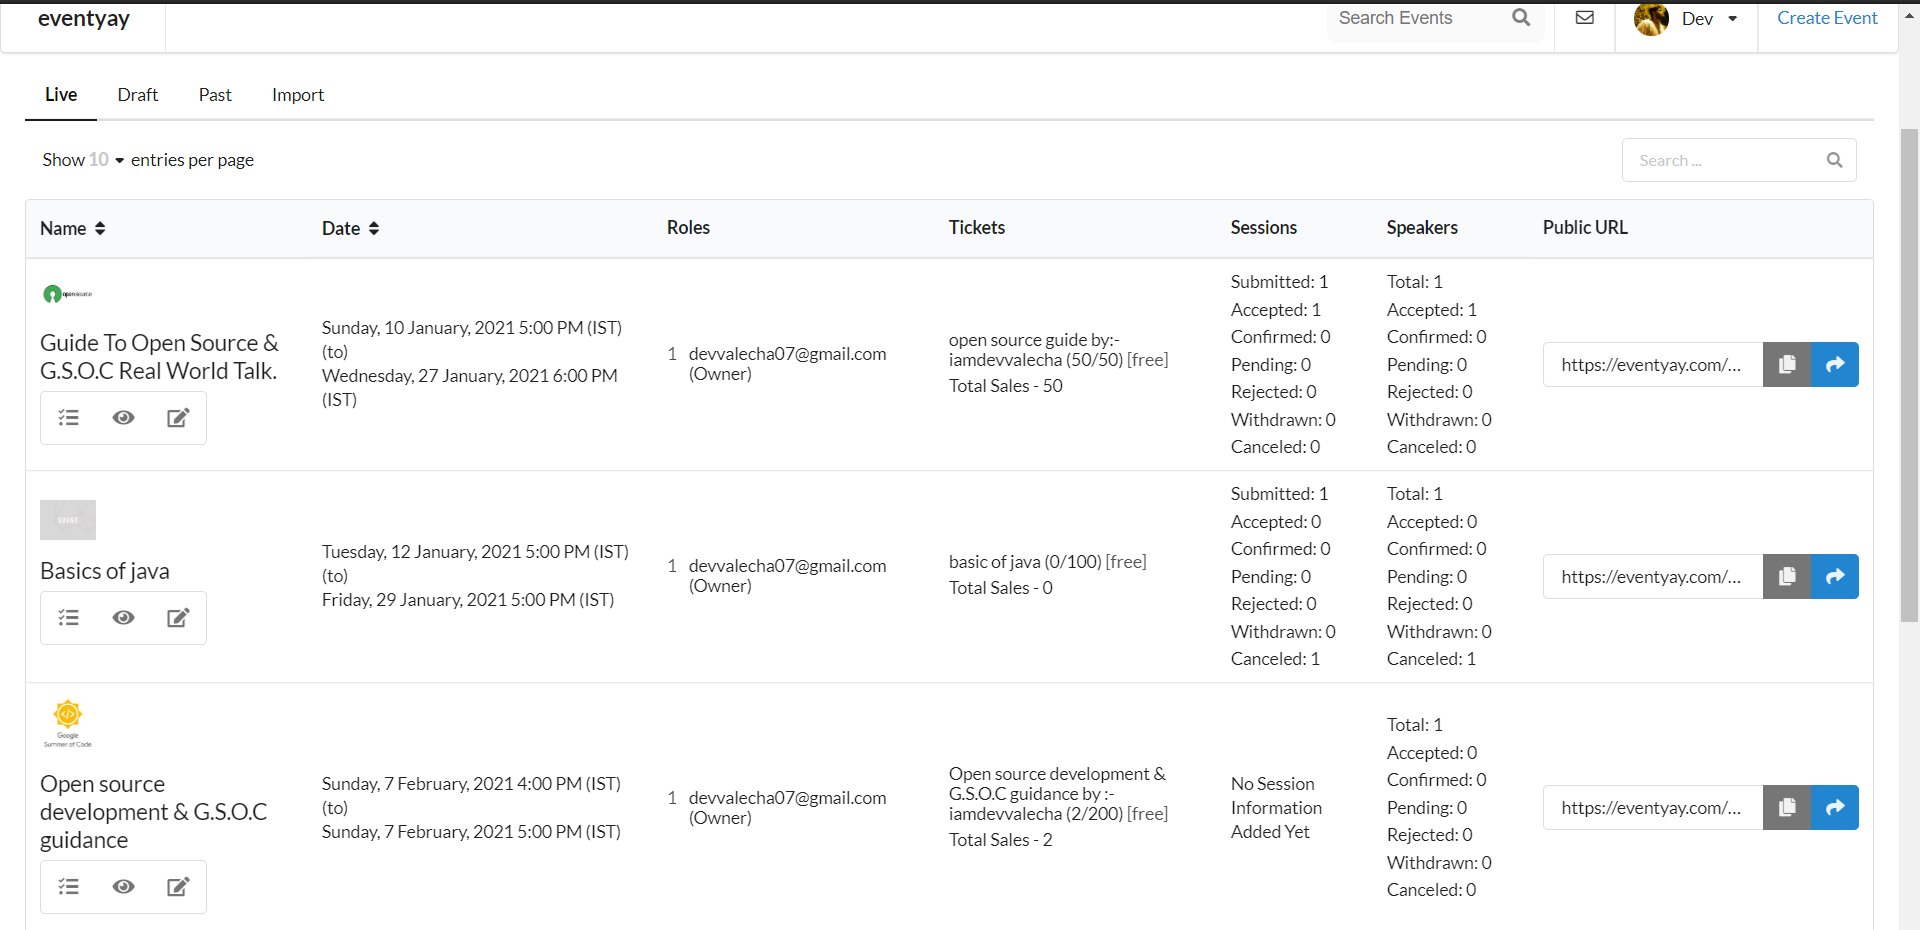 eventyay
Search Events
Dev
Create Event
Live
Draft
Past
Import
Show 10 entries per page
Search ...
Name
Date
Roles
Tickets
Sessions
Speakers
Public URL
opensource
Guide To Open Source &
G.S.O.C Real World Talk.
Sunday, 10 January, 2021 5:00 PM (IST)
(to)
Wednesday, 27 January, 2021 6:00 PM
(IST)
1 devvalecha07@gmail.com
(Owner)
open source guide by:-
iamdevvalecha (50/50) [free]
Total Sales - 50
Submitted: 1
Accepted: 1
Confirmed: 0
Pending: 0
Rejected: 0
Withdrawn: 0
Canceled: 0
Total: 1
Accepted: 1
Confirmed: 0
Pending: 0
Rejected: 0
Withdrawn: 0
Canceled: 0
https://eventyay.com/...
EVENT
Basics of java
Tuesday, 12 January, 2021 5:00 PM (IST)
(to)
Friday, 29 January, 2021 5:00 PM (IST)
1 devvalecha07@gmail.com
(Owner)
basic of java (0/100) [free]
Total Sales - 0
Submitted: 1
Accepted: 0
Confirmed: 0
Pending: 0
Rejected: 0
Withdrawn: 0
Canceled: 1
Total: 1
Accepted: 0
Confirmed: 0
Pending: 0
Rejected: 0
Withdrawn: 0
Canceled: 1
https://eventyay.com/...
Google
Summer of Code
Open source
development & G.S.O.C
guidance
Sunday, 7 February, 2021 4:00 PM (IST)
(to)
Sunday, 7 February, 2021 5:00 PM (IST)
1 devvalecha07@gmail.com
(Owner)
Open source development &
G.S.O.C guidance by :-
iamdevvalecha (2/200) [free]
Total Sales - 2
No Session
Information
Added Yet
Total: 1
Accepted: 0
Confirmed: 0
Pending: 0
Rejected: 0
Withdrawn: 0
Canceled: 0
https://eventyay.com/...